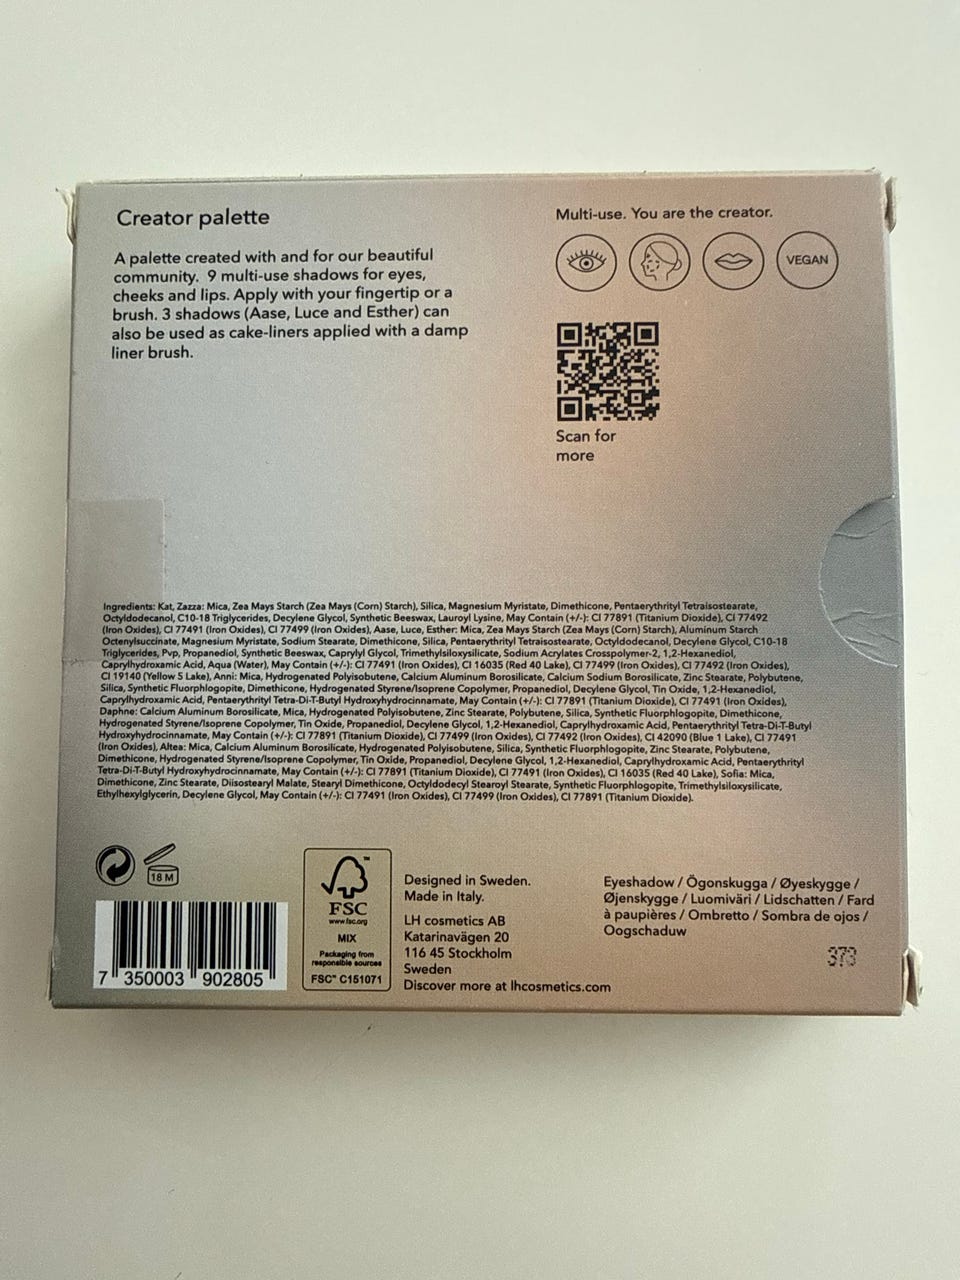 Creator palette
A palette created with and for our beautiful
community. 9 multi-use shadows for eyes,
cheeks and lips. Apply with your fingertip or a
brush. 3 shadows (Aase, Luce and Esther) can
also be used as cake-liners applied with a damp
liner brush.
Multi-use. You are the creator.
VEGAN
Scan for
more
Ingredients: Kat, Zazza: Mica, Zea Mays Starch (Zea Mays (Corn) Starch), Silica, Magnesium Myristate, Dimethicone, Pentaerythrityl Tetraisostearate,
Octyldodecanol, C10-18 Triglycerides, Decylene Glycol, Synthetic Beeswax, Lauroyl Lysine, May Contain (+/-): CI 77891 (Titanium Dioxide), CI 77492
(Iron Oxides), CI 77491 (Iron Oxides), CI 77499 (Iron Oxides), Aase, Luce, Esther: Mica, Zea Mays Starch (Zea Mays (Corn) Starch), Aluminum Starch
Octenylsuccinate, Magnesium Myristate, Sodium Stearate, Dimethicone, Silica, Pentaerythrityl Tetraisostearate, Octyldodecanol, Decylene Glycol, C10-18
Triglycerides, Pvp, Propanediol, Synthetic Beeswax, Caprylyl Glycol, Trimethylsiloxysilicate, Sodium Acrylates Crosspolymer-2, 1,2-Hexanediol,
Caprylhydroxamic Acid, Aqua (Water), May Contain (+/-): CI 77491 (Iron Oxides), CI 16035 (Red 40 Lake), CI 77499 (Iron Oxides), CI 77492 (Iron Oxides),
CI 19140 (Yellow 5 Lake), Anni: Mica, Hydrogenated Polyisobutene, Calcium Aluminum Borosilicate, Calcium Sodium Borosilicate, Zinc Stearate, Polybutene,
Silica, Synthetic Fluorphlogopite, Dimethicone, Hydrogenated Styrene/Isoprene Copolymer, Propanediol, Decylene Glycol, Tin Oxide, 1,2-Hexanediol,
Caprylhydroxamic Acid, Pentaerythrityl Tetra-Di-T-Butyl Hydroxyhydrocinnamate, May Contain (+/-): CI 77891 (Titanium Dioxide), CI 77491 (Iron Oxides),
Daphne: Calcium Aluminum Borosilicate, Mica, Hydrogenated Polyisobutene, Zinc Stearate, Polybutene, Silica, Synthetic Fluorphlogopite, Dimethicone,
Hydrogenated Styrene/Isoprene Copolymer, Tin Oxide, Propanediol, Decylene Glycol, 1,2-Hexanediol, Caprylhydroxamic Acid, Pentaerythrityl Tetra-Di-T-Butyl
Hydroxyhydrocinnamate, May Contain (+/-): CI 77891 (Titanium Dioxide), CI 77499 (Iron Oxides), CI 77492 (Iron Oxides), CI 42090 (Blue 1 Lake), CI 77491
(Iron Oxides), Altea: Mica, Calcium Aluminum Borosilicate, Hydrogenated Polyisobutene, Silica, Synthetic Fluorphlogopite, Zinc Stearate, Polybutene,
Dimethicone, Hydrogenated Styrene/Isoprene Copolymer, Tin Oxide, Propanediol, Decylene Glycol, 1,2-Hexanediol, Caprylhydroxamic Acid, Pentaerythrityl
Tetra-Di-T-Butyl Hydroxyhydrocinnamate, May Contain (+/-): CI 77891 (Titanium Dioxide), CI 77491 (Iron Oxides), CI 16035 (Red 40 Lake), Sofia: Mica,
Dimethicone, Zinc Stearate, Diisostearyl Malate, Stearyl Dimethicone, Octyldodecyl Stearoyl Stearate, Synthetic Fluorphlogopite, Trimethylsiloxysilicate,
Ethylhexylglycerin, Decylene Glycol, May Contain (+/-): CI 77491 (Iron Oxides), CI 77499 (Iron Oxides), CI 77891 (Titanium Dioxide).
18 M
7 350003 902805
TM
FSC
www.fsc.org
MIX
Packaging from
responsible sources
FSC™ C151071
Designed in Sweden.
Made in Italy.
LH cosmetics AB
Katarinavägen 20
116 45 Stockholm
Sweden
Discover more at lhcosmetics.com
Eyeshadow / Ögonskugga / Øyeskygge /
Øjenskygge / Luomiväri / Lidschatten / Fard
à paupières / Ombretto / Sombra de ojos /
Oogschaduw
373